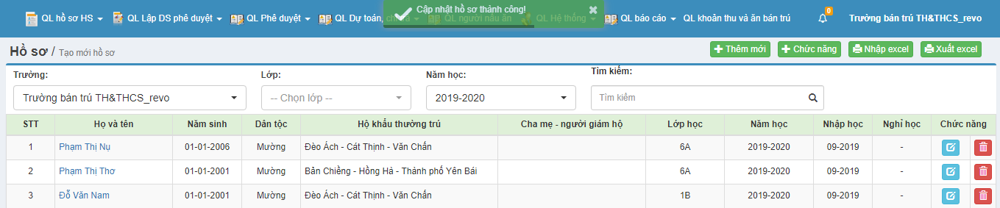 QL hồ sơ HS QL Lập DS phê duyệt QL Phê duyệt QL Dự toán, QL người nấu ăn QL Hệ thống QL báo cáo QL khoản thu và ăn bán trú 0 Trường bán trú TH&THCS_revo
Cập nhật hồ sơ thành công! ×
Hồ sơ / Tạo mới hồ sơ Thêm mới Chức năng Nhập excel Xuất excel
Trường: Lớp: Năm học: Tìm kiếm:
Trường bán trú TH&THCS_revo -- Chọn lớp -- 2019-2020 Tìm kiếm
STT Họ và tên Năm sinh Dân tộc Hộ khẩu thường trú Cha mẹ - người giám hộ Lớp học Năm học Nhập học Nghỉ học Chức năng
1 Phạm Thị Nụ 01-01-2006 Mường Đèo Ách - Cát Thịnh - Văn Chấn 6A 2019-2020 09-2019 -
2 Phạm Thị Thơ 01-01-2001 Mường Bản Chiềng - Hồng Hà - Thành phố Yên Bái 6A 2019-2020 09-2019 -
3 Đỗ Văn Nam 01-01-2001 Mường Đèo Ách - Cát Thịnh - Văn Chấn 1B 2019-2020 09-2019 -